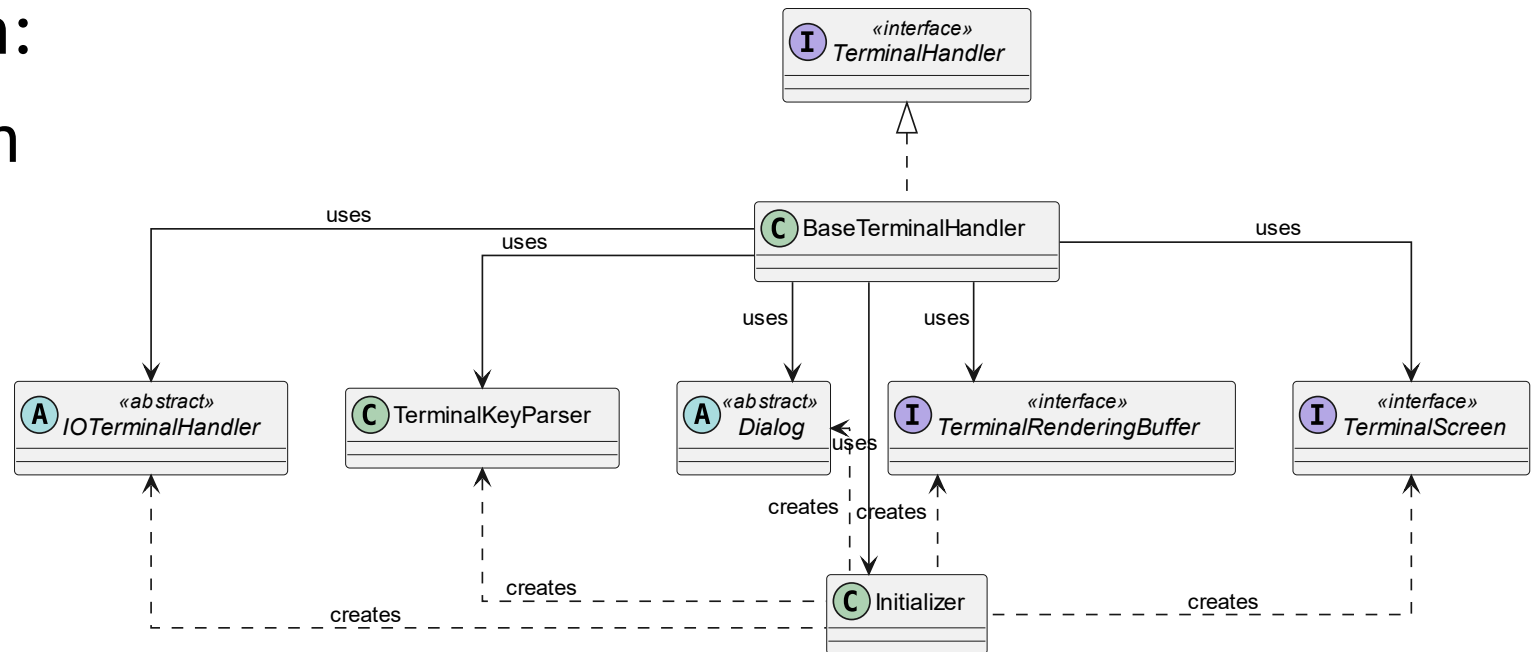 :
n
I
«interface»
TerminalHandler
uses
uses
C
BaseTerminalHandler
uses
uses
uses
A
«abstract»
IOTerminalHandler
C
TerminalKeyParser
A
«abstract»
Dialog
uses
I
«interface»
TerminalRenderingBuffer
I
«interface»
TerminalScreen
creates
creates
creates
creates
creates
C
Initializer